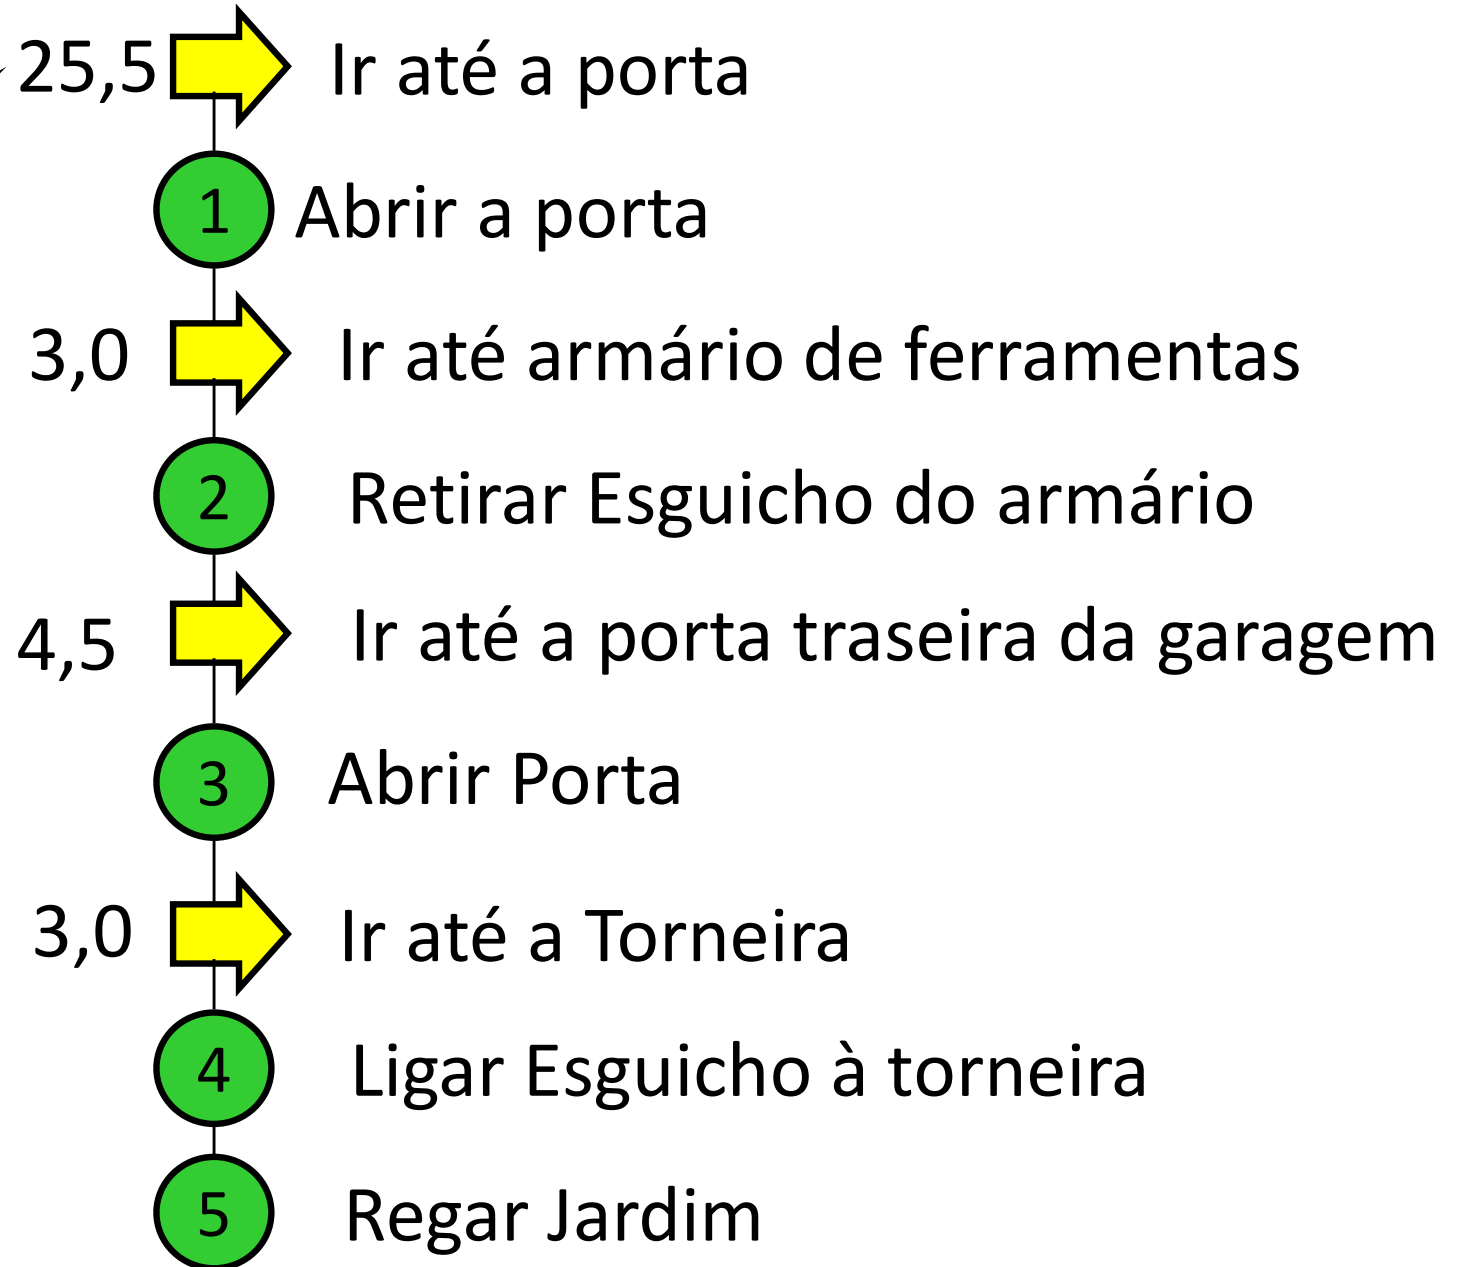 25,5 Ir até a porta
1 Abrir a porta
3,0 Ir até armário de ferramentas
2 Retirar Esguicho do armário
4,5 Ir até a porta traseira da garagem
3 Abrir Porta
3,0 Ir até a Torneira
4 Ligar Esguicho à torneira
5 Regar Jardim